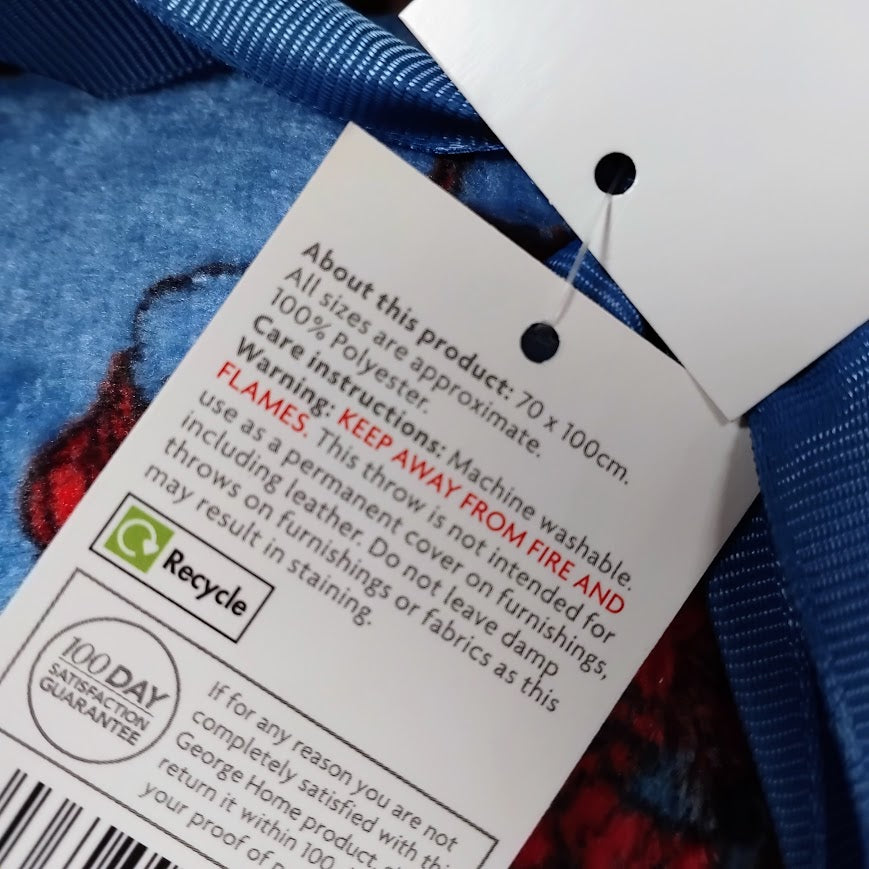 About this product: 70 x 100cm.
All sizes are approximate.
100% Polyester.
Care instructions: Machine washable.
Warning: KEEP AWAY FROM FIRE AND
FLAMES. This throw is not intended for
use as a permanent cover on furnishings,
including leather. Do not leave damp
throws on furnishings or fabrics as this
may result in staining.
Recycle
100 DAY
SATISFACTION
GUARANTEE
If for any reason you are not
completely satisfied with this
George Home product,
return it within 100
your proof of